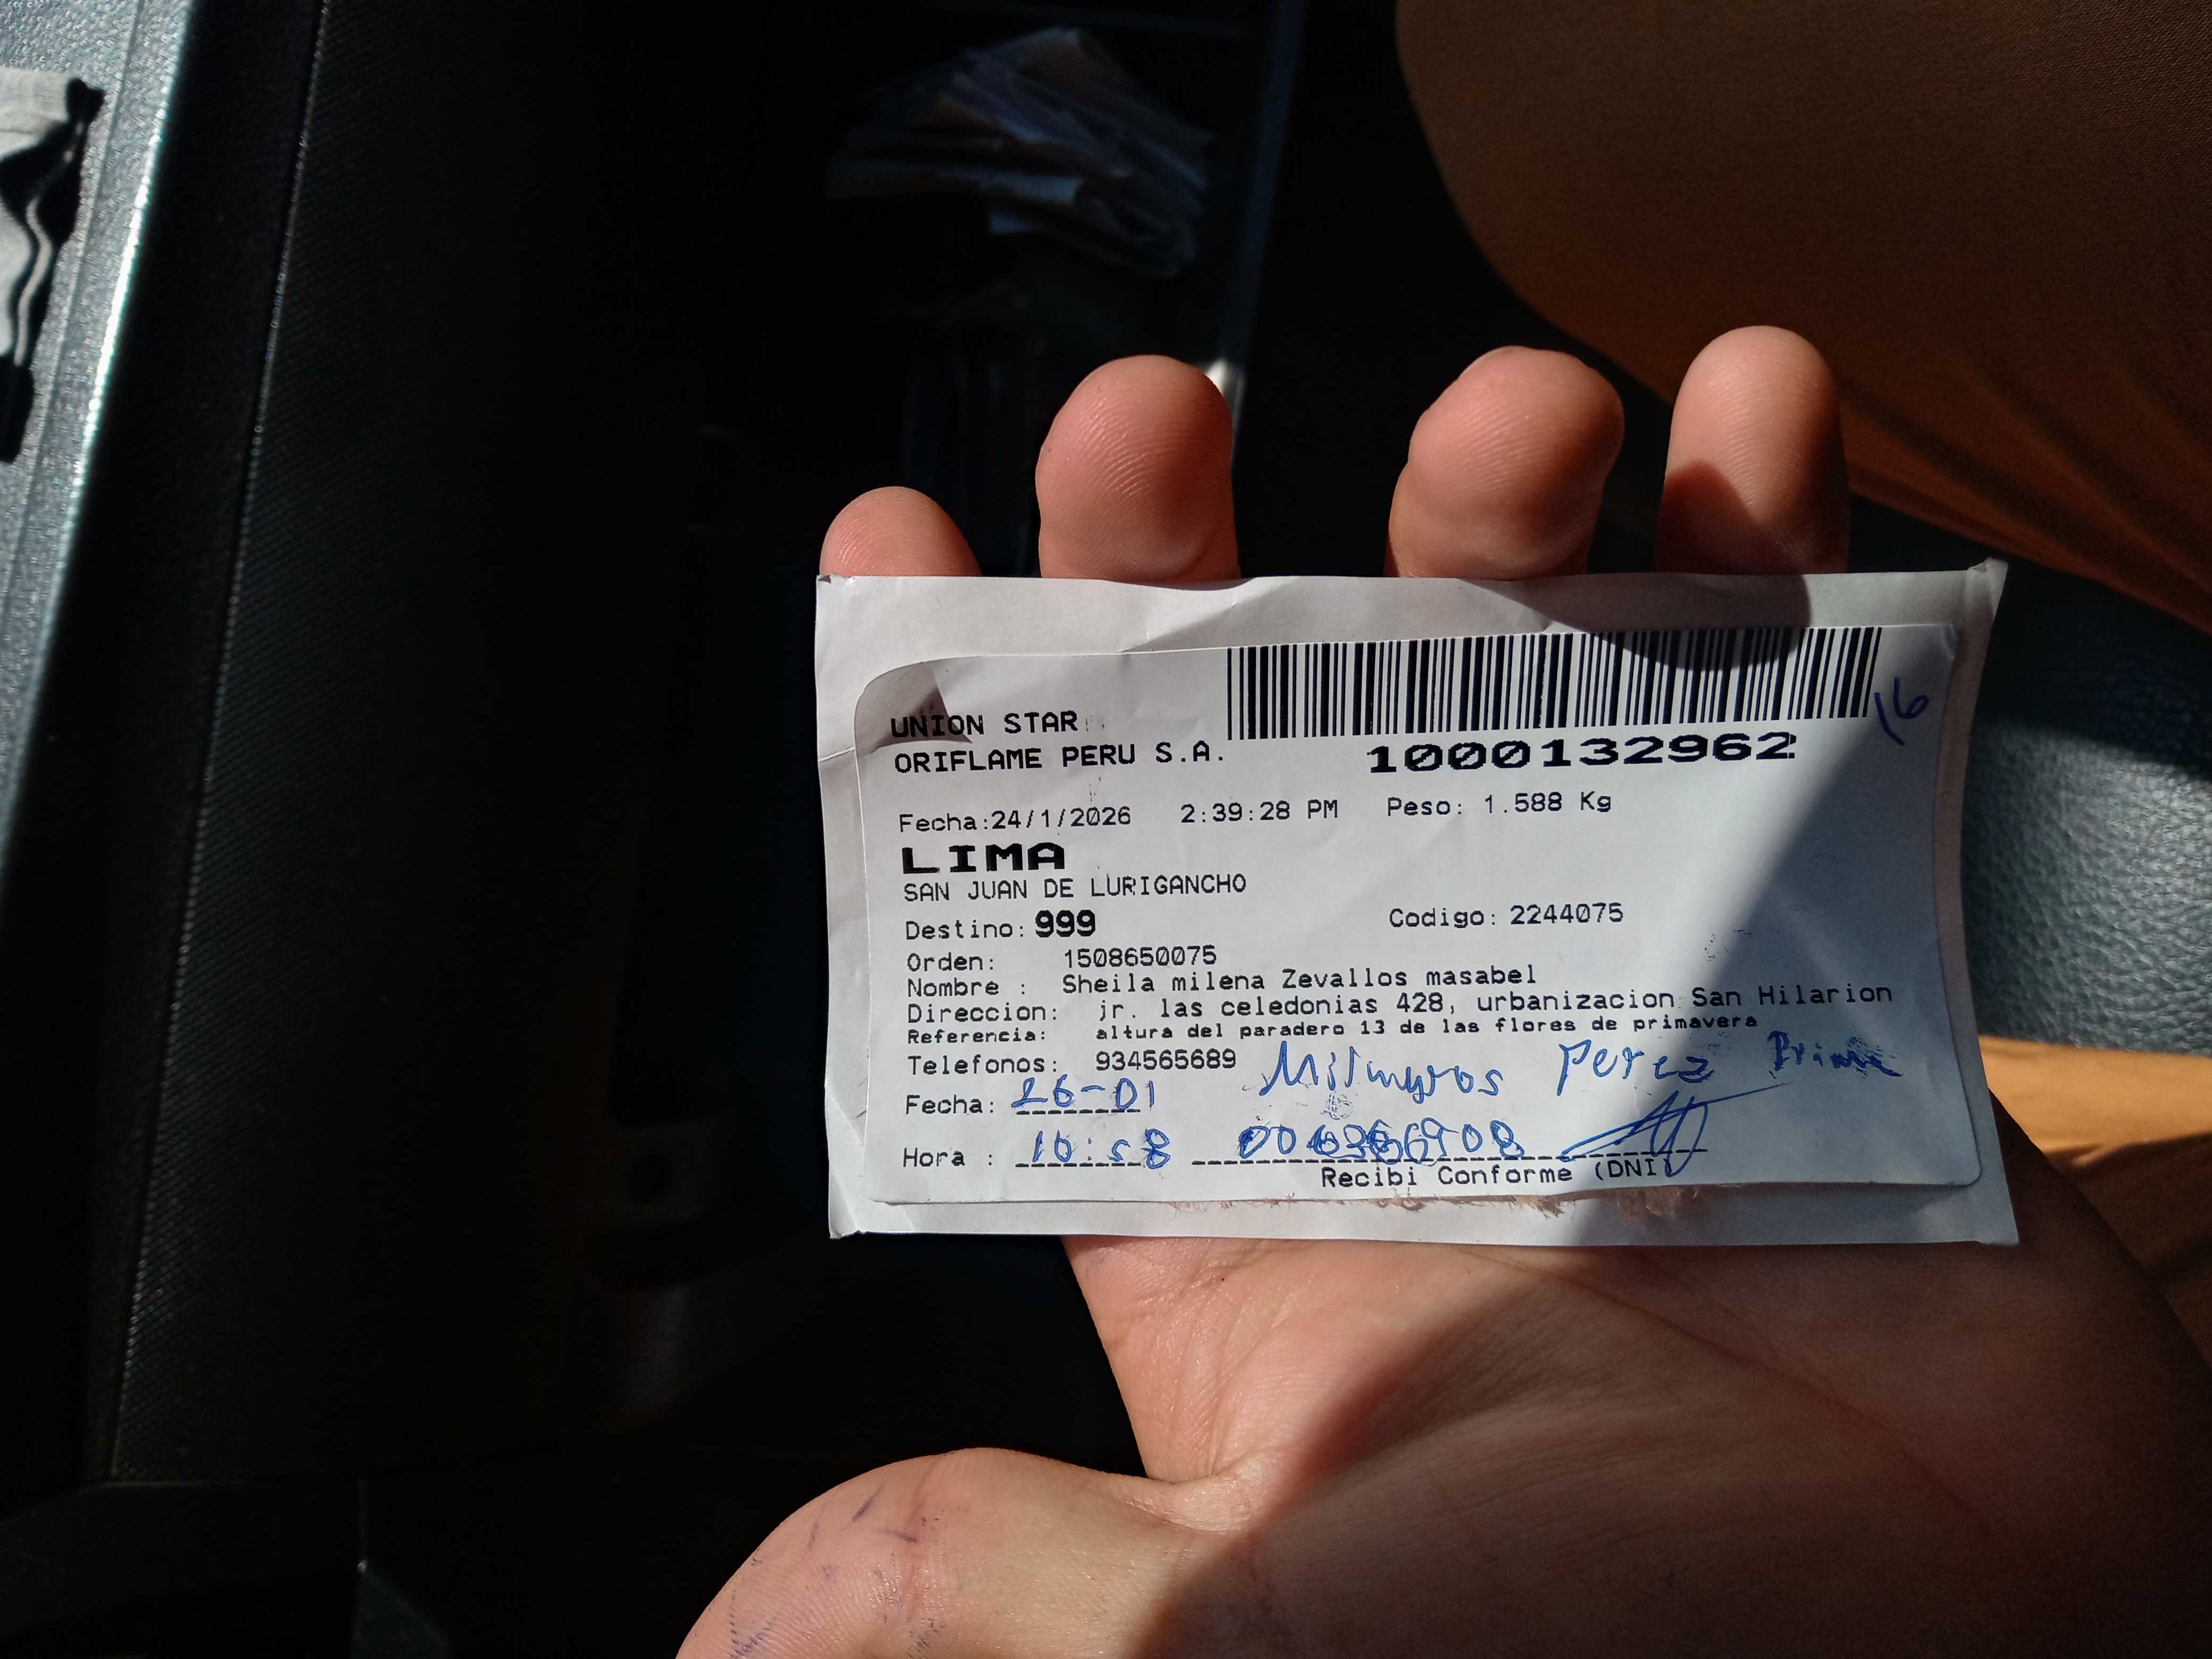 16
UNION STAR
ORIFLAME PERU S.A. 1000132962
Fecha:24/1/2026 2:39:28 PM Peso: 1.588 Kg
LIMA
SAN JUAN DE LURIGANCHO
Destino: 999 Codigo: 2244075
Orden: 1508650075
Nombre : Sheila milena Zevallos masabel
Direccion: jr. las celedonias 428, urbanizacion San Hilarion
Referencia: altura del paradero 13 de las flores de primavera
Telefonos: 934565689 Milagros Perez
Fecha: 26-01
Hora : 10:58
Recibi Conforme (DNI)